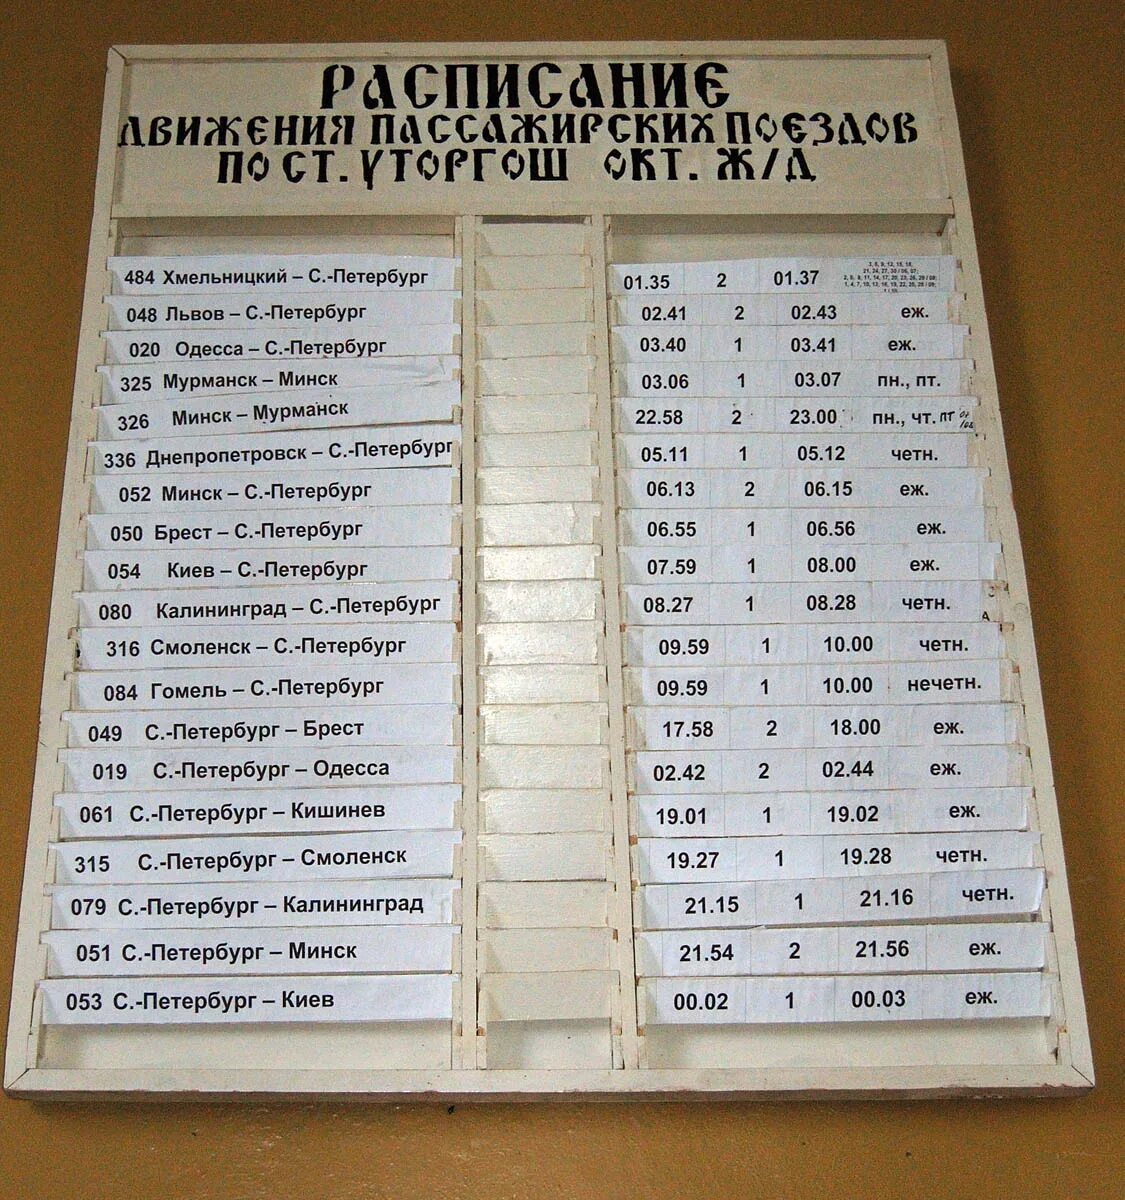 РАСПИСАНИЕ
ДВИЖЕНИЯ ПАССАЖИРСКИХ ПОЕЗДОВ
ПО СТ. УТОРГОШ ОКТ. Ж/Д
484 Хмельницкий – С.-Петербург 01.35 2 01.37
048 Львов – С.-Петербург 02.41 2 02.43 еж.
020 Одесса – С.-Петербург 03.40 1 03.41 еж.
325 Мурманск – Минск 03.06 1 03.07 пн., пт.
326 Минск – Мурманск 22.58 2 23.00 пн., чт. пт
336 Днепропетровск – С.-Петербург 05.11 1 05.12 четн.
052 Минск – С.-Петербург 06.13 2 06.15 еж.
050 Брест – С.-Петербург 06.55 1 06.56 еж.
054 Киев – С.-Петербург 07.59 1 08.00 еж.
080 Калининград – С.-Петербург 08.27 1 08.28 четн.
316 Смоленск – С.-Петербург 09.59 1 10.00 четн.
084 Гомель – С.-Петербург 09.59 1 10.00 нечетн.
049 С.-Петербург – Брест 17.58 2 18.00 еж.
019 С.-Петербург – Одесса 02.42 2 02.44 еж.
061 С.-Петербург – Кишинев 19.01 1 19.02 еж.
315 С.-Петербург – Смоленск 19.27 1 19.28 четн.
079 С.-Петербург – Калининград 21.15 1 21.16 четн.
051 С.-Петербург – Минск 21.54 2 21.56 еж.
053 С.-Петербург – Киев 00.02 1 00.03 еж.